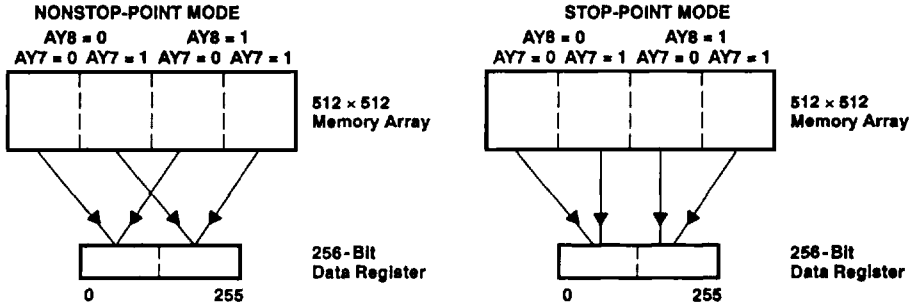 NONSTOP-POINT MODE
AY8 = 0 AY8 = 1
AY7 = 0 AY7 = 1 AY7 = 0 AY7 = 1
512 × 512
Memory Array
256-Bit
Data Register
0 255
STOP-POINT MODE
AY8 = 0 AY8 = 1
AY7 = 0 AY7 = 1 AY7 = 0 AY7 = 1
512 × 512
Memory Array
256-Bit
Data Register
0 255